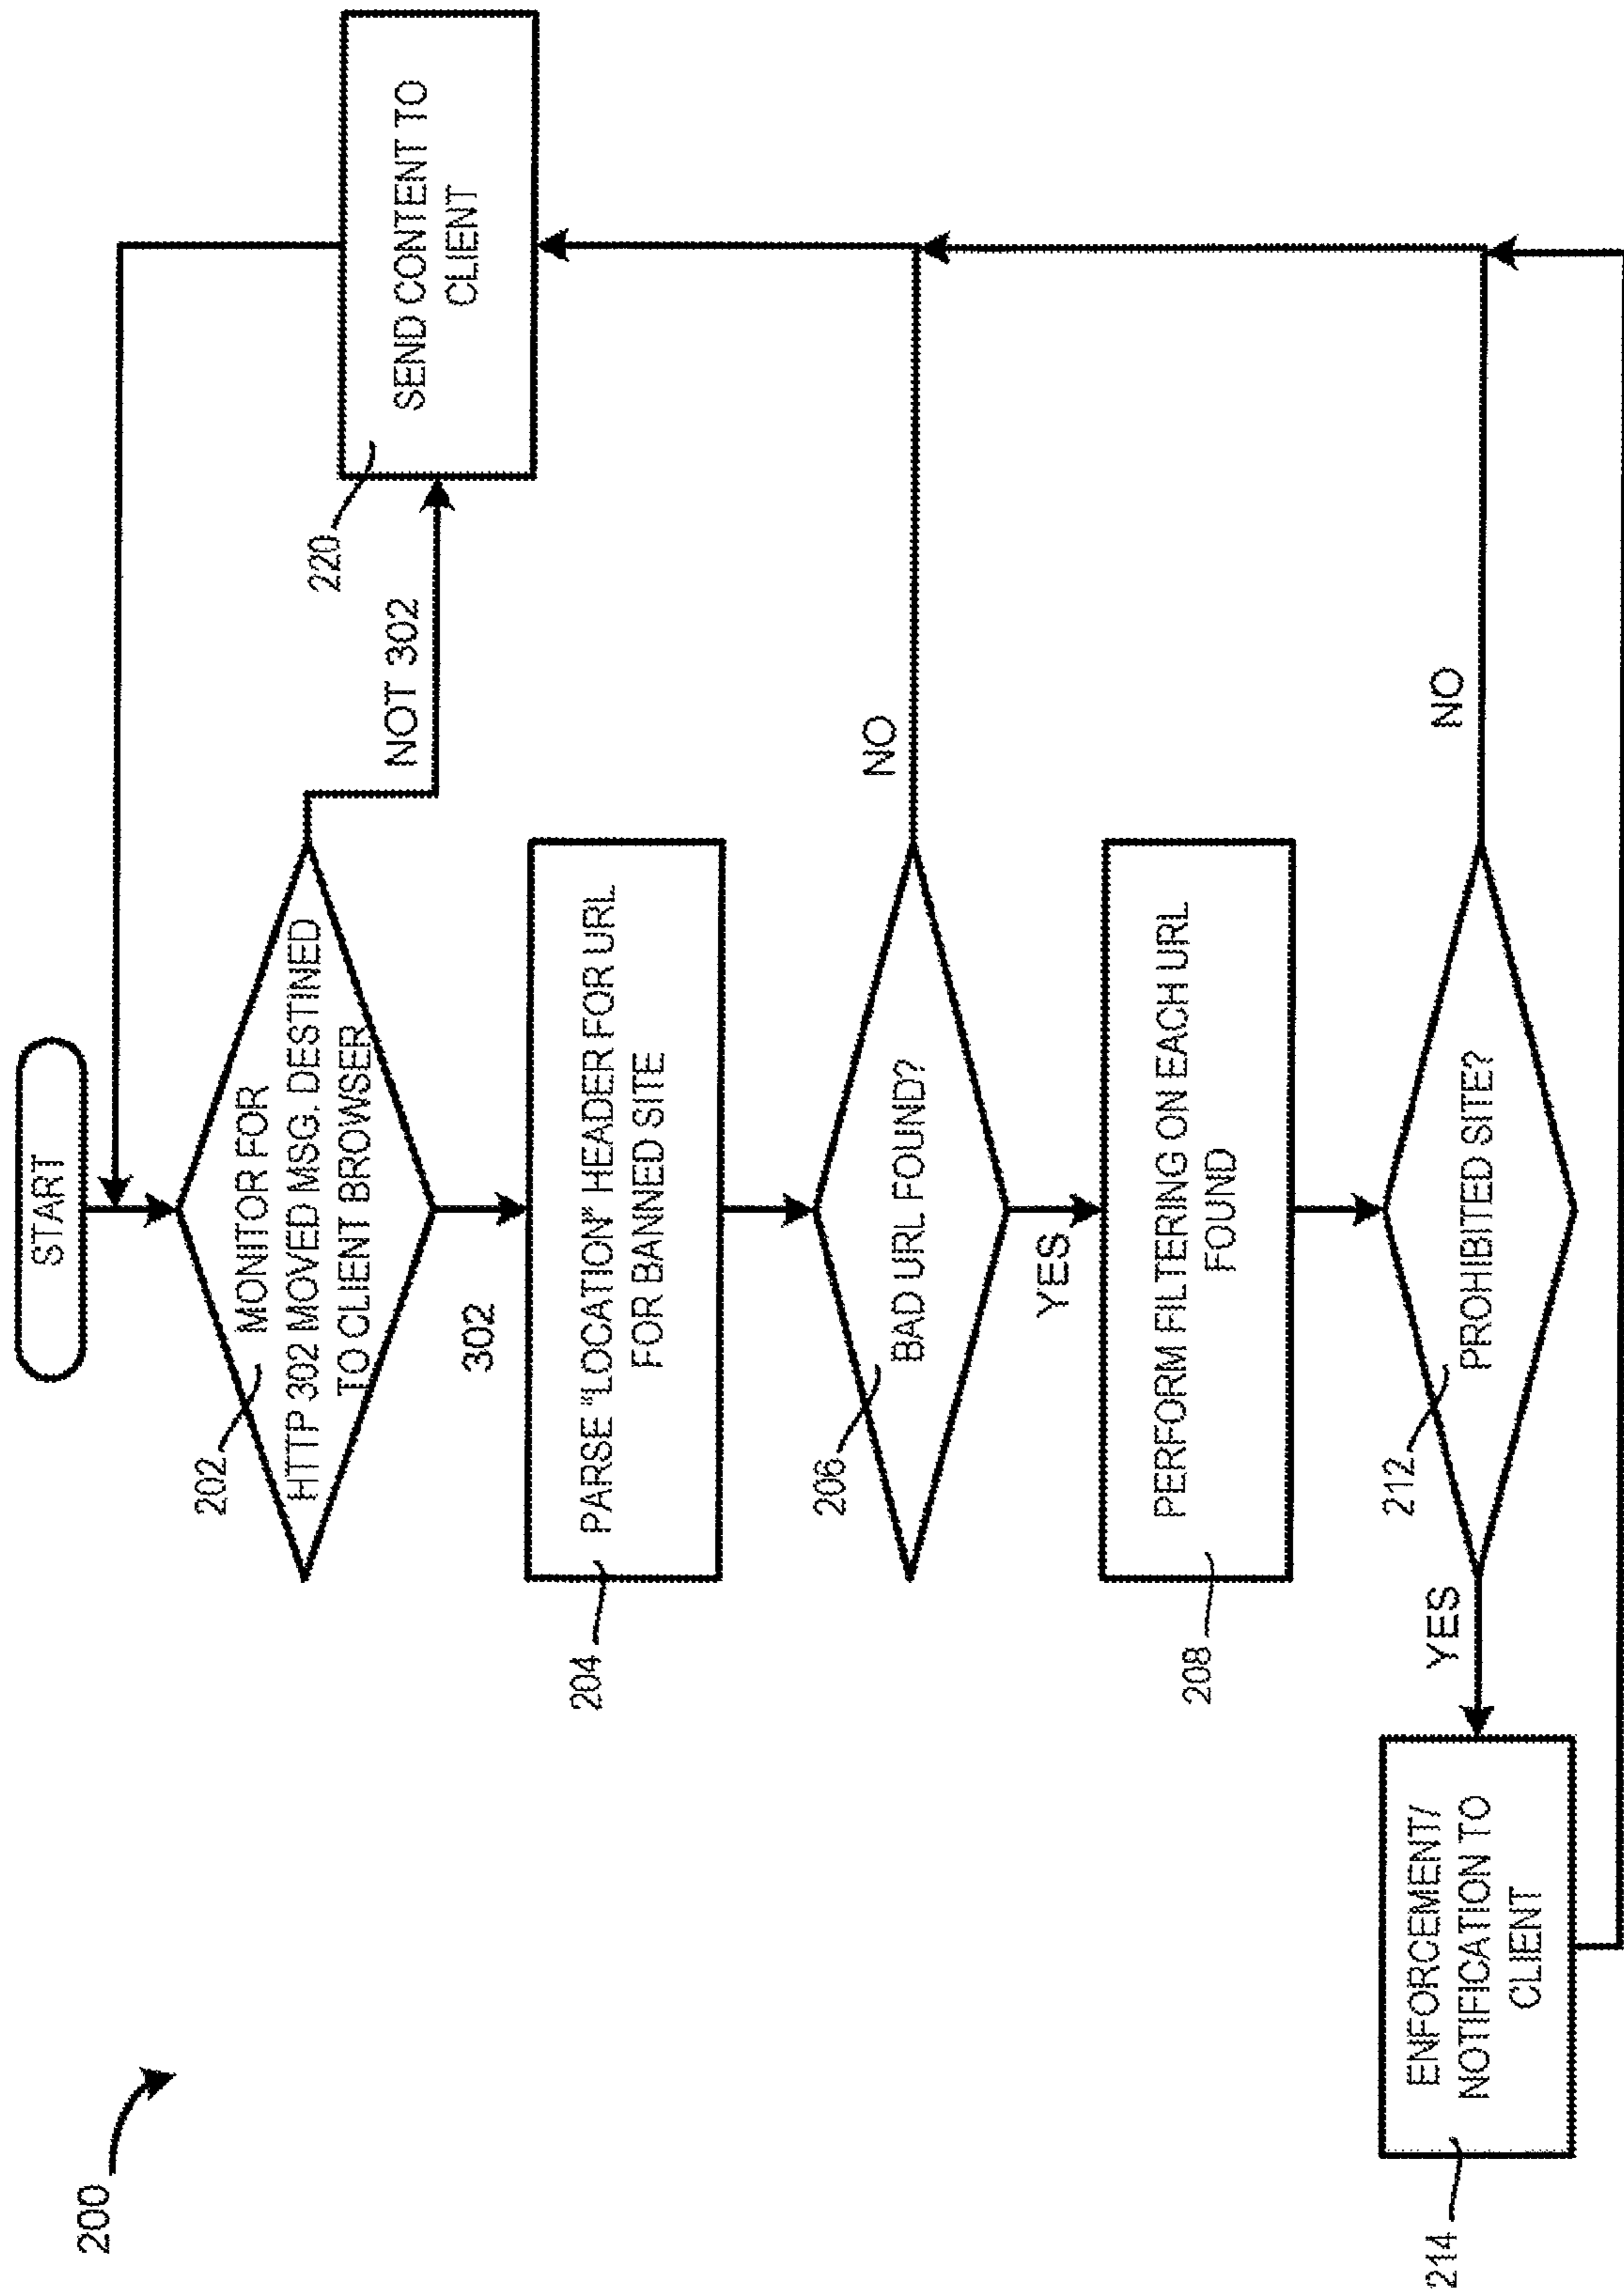 200
START
202
MONITOR FOR
HTTP 302 MOVED MSG. DESTINED
TO CLIENT BROWSER
NOT 302
220
SEND CONTENT TO
CLIENT
302
204
PARSE "LOCATION" HEADER FOR URL
FOR BANNED SITE
206
BAD URL FOUND?
NO
YES
208
PERFORM FILTERING ON EACH URL
FOUND
212
PROHIBITED SITE?
NO
YES
214
ENFORCEMENT/
NOTIFICATION TO
CLIENT